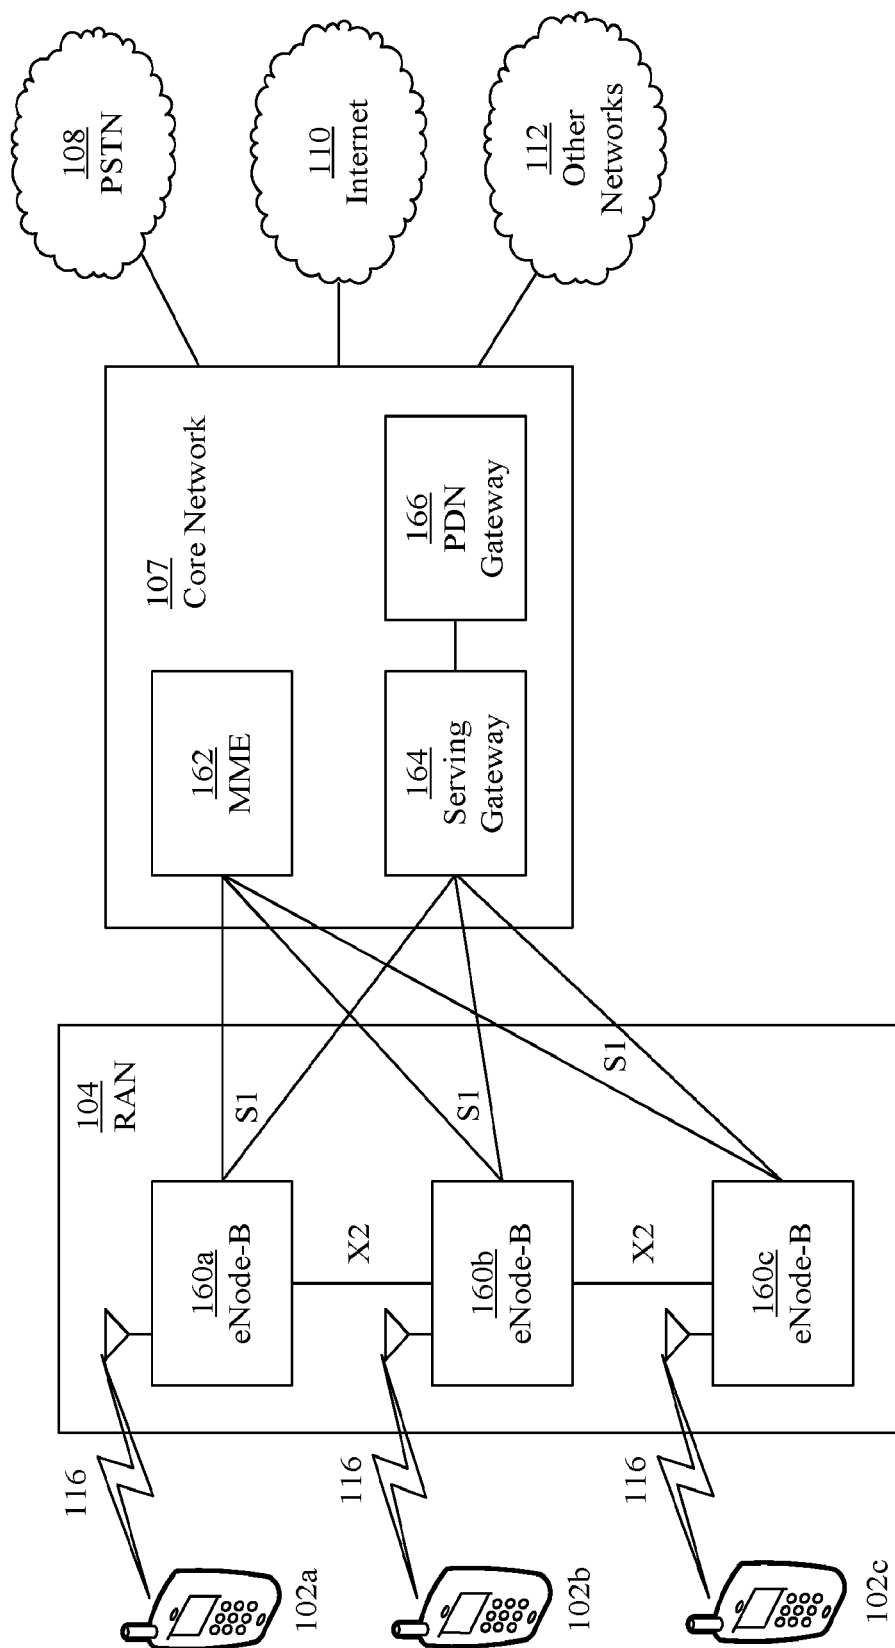 102a
116
102b
116
102c
116
104
RAN
160a
eNode-B
X2
160b
eNode-B
X2
160c
eNode-B
S1
S1
S1
107
Core Network
162
MME
164
Serving
Gateway
166
PDN
Gateway
108
PSTN
110
Internet
112
Other
Networks